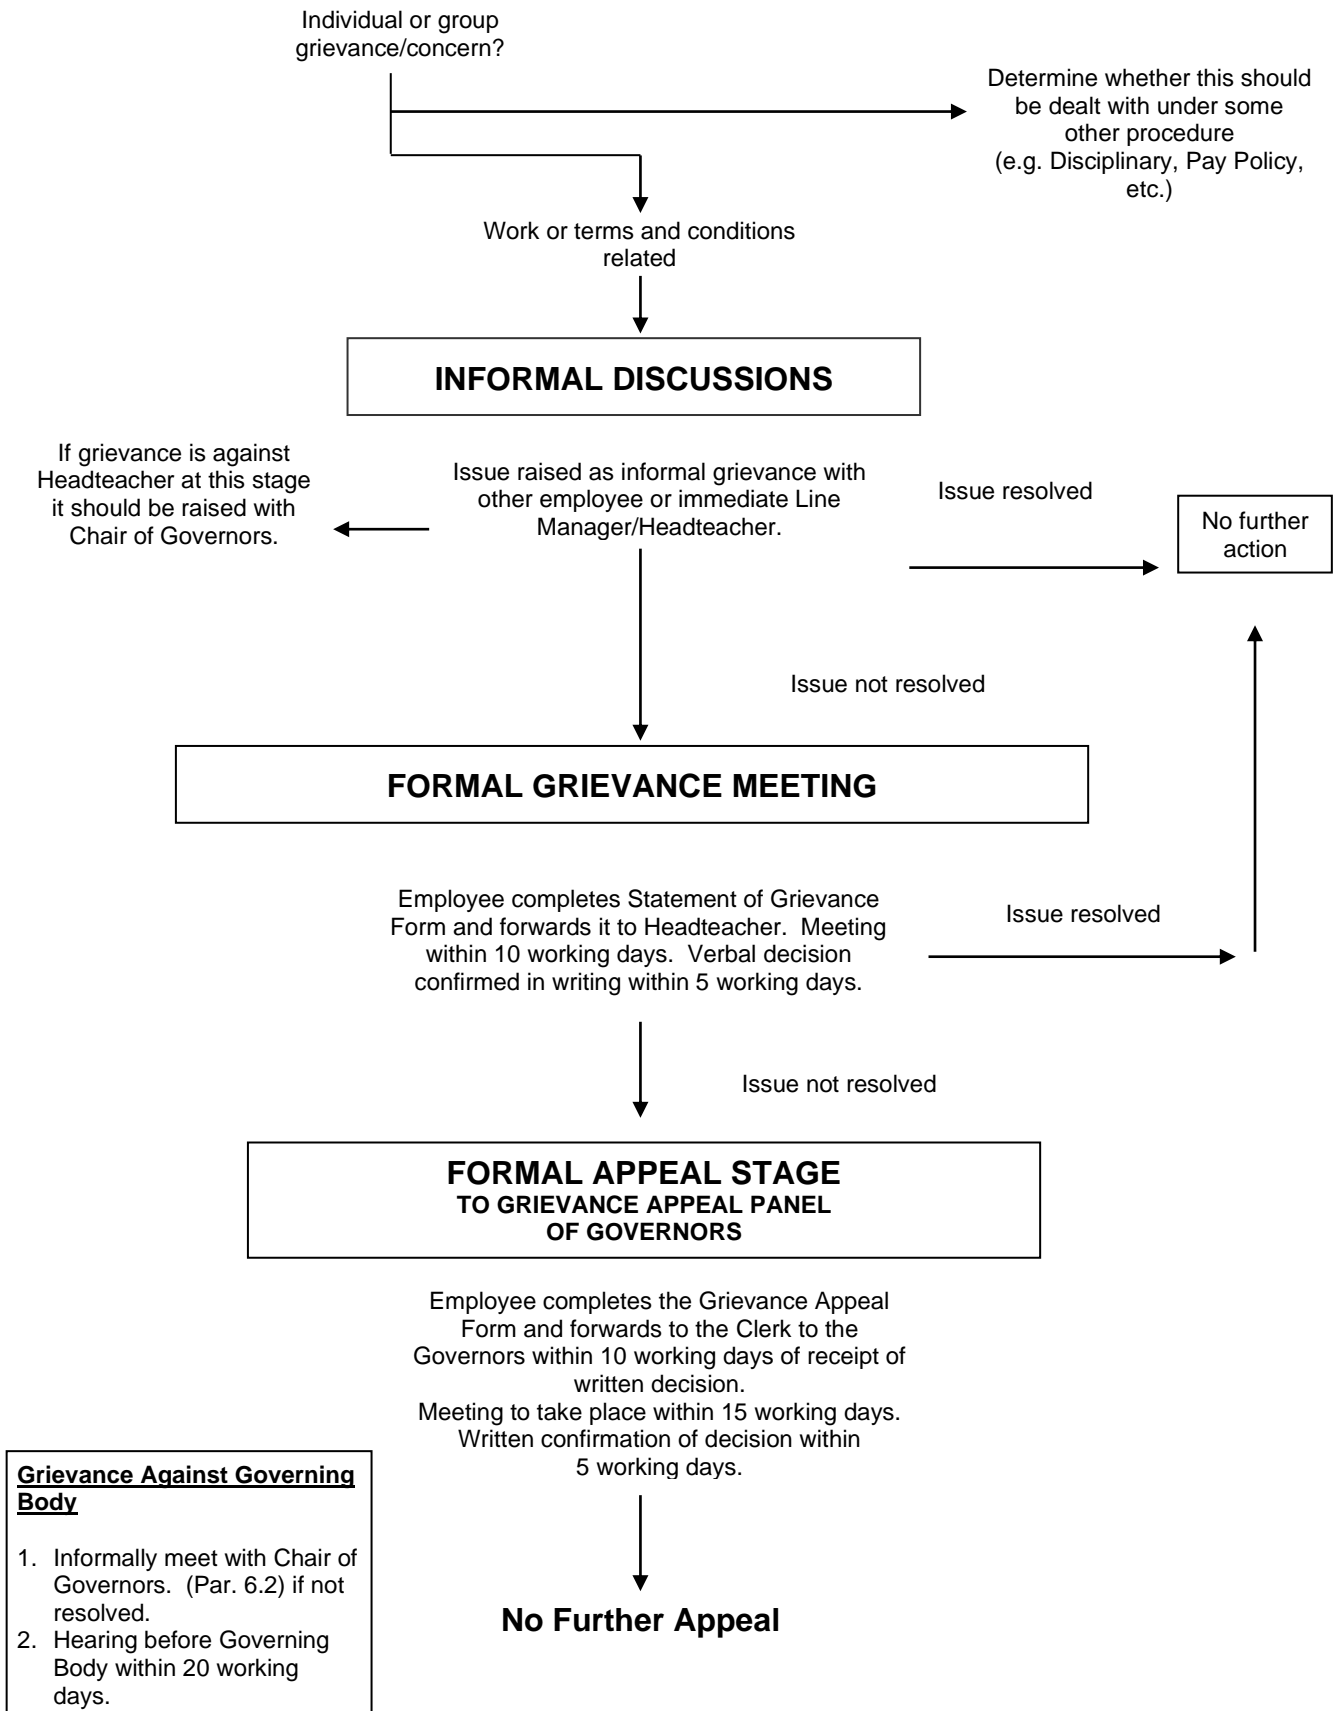 Individual or group
grievance/concern?
Determine whether this should
be dealt with under some
other procedure
(e.g. Disciplinary, Pay Policy,
etc.)
Work or terms and conditions
related
INFORMAL DISCUSSIONS
If grievance is against
Headteacher at this stage
it should be raised with
Chair of Governors.
Issue raised as informal grievance with
other employee or immediate Line
Manager/Headteacher.
Issue resolved
No further
action
Issue not resolved
FORMAL GRIEVANCE MEETING
Employee completes Statement of Grievance
Form and forwards it to Headteacher.  Meeting
within 10 working days.  Verbal decision
confirmed in writing within 5 working days.
Issue resolved
Issue not resolved
FORMAL APPEAL STAGE
TO GRIEVANCE APPEAL PANEL
OF GOVERNORS
Employee completes the Grievance Appeal
Form and forwards to the Clerk to the
Governors within 10 working days of receipt of
written decision.
Meeting to take place within 15 working days.
Written confirmation of decision within
5 working days.
Grievance Against Governing
Body
1. Informally meet with Chair of
Governors.  (Par. 6.2) if not
resolved.
2. Hearing before Governing
Body within 20 working
days.
No Further Appeal